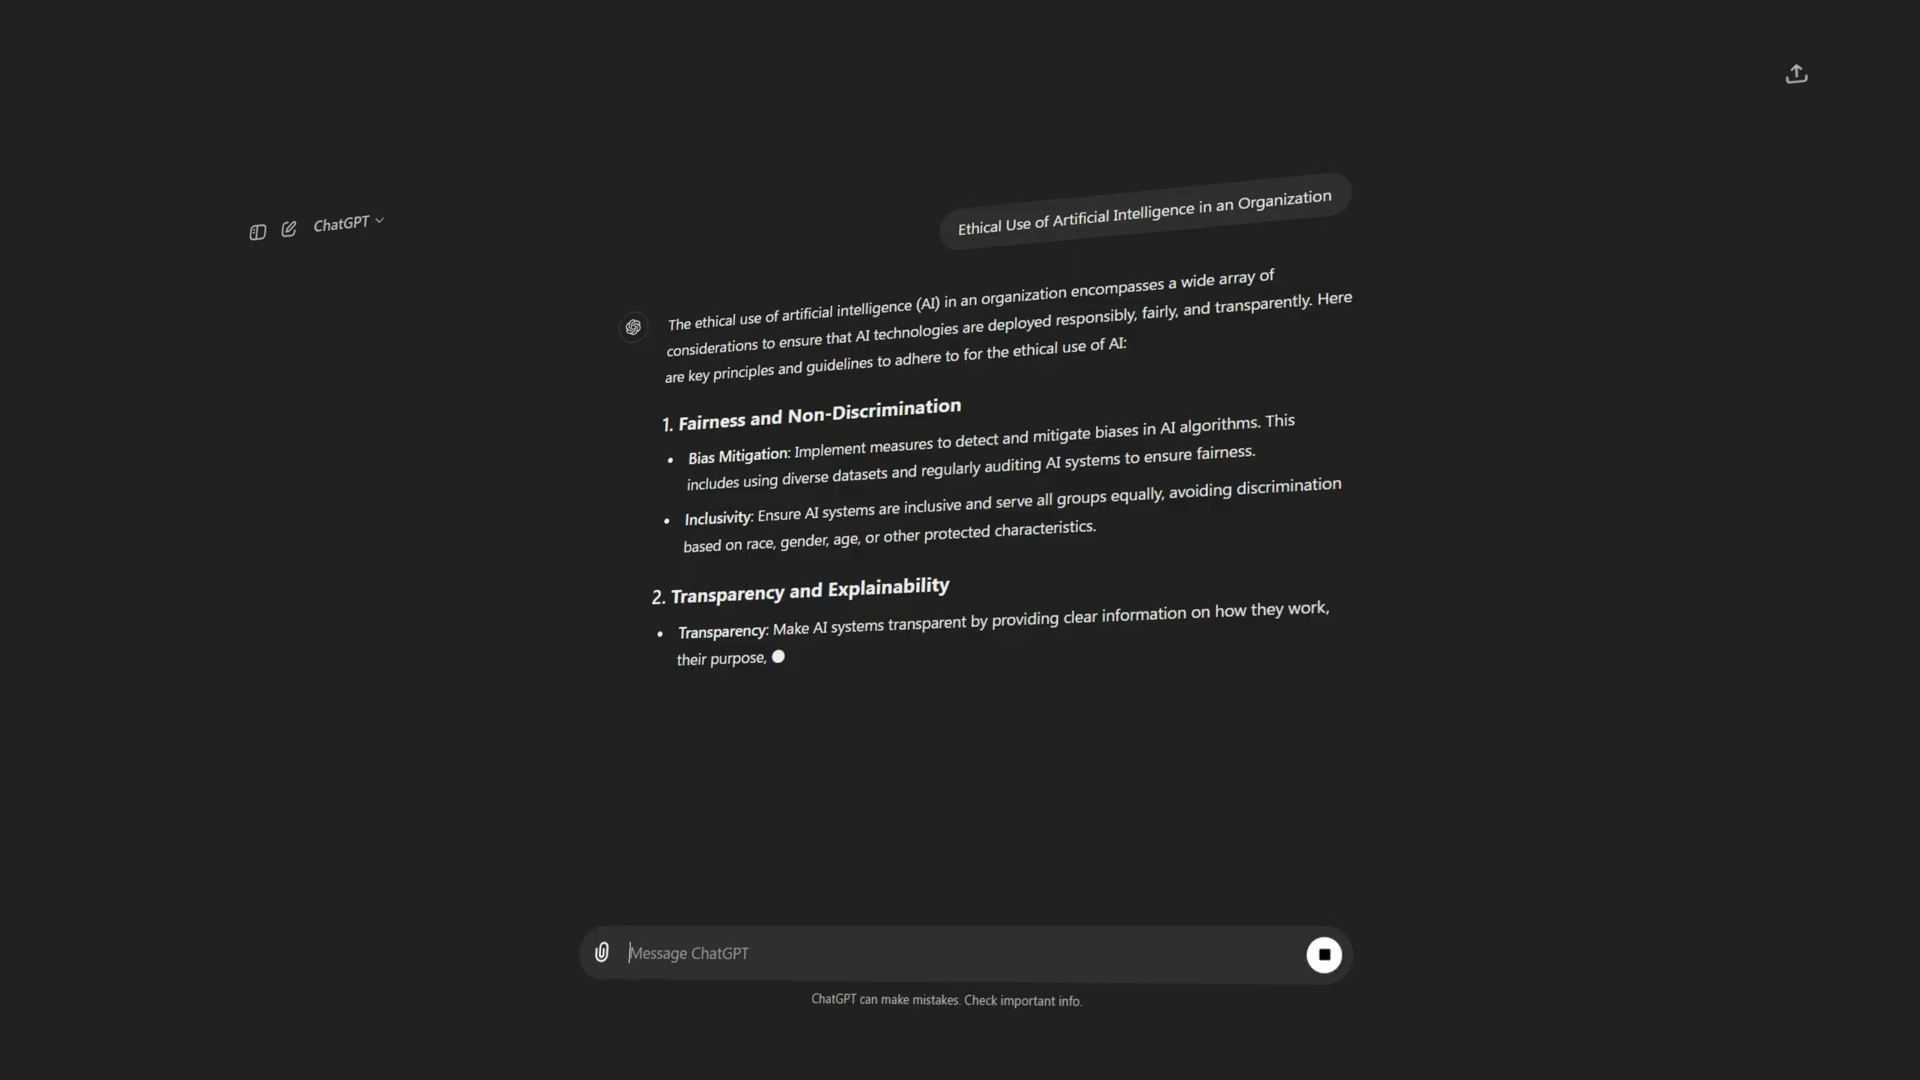 ChatGPT
Ethical Use of Artificial Intelligence in an Organization
The ethical use of artificial intelligence (AI) in an organization encompasses a wide array of
considerations to ensure that AI technologies are deployed responsibly, fairly, and transparently. Here
are key principles and guidelines to adhere to for the ethical use of AI:
1. Fairness and Non-Discrimination
• Bias Mitigation: Implement measures to detect and mitigate biases in AI algorithms. This
includes using diverse datasets and regularly auditing AI systems to ensure fairness.
• Inclusivity: Ensure AI systems are inclusive and serve all groups equally, avoiding discrimination
based on race, gender, age, or other protected characteristics.
2. Transparency and Explainability
• Transparency: Make AI systems transparent by providing clear information on how they work,
their purpose,
Message ChatGPT
ChatGPT can make mistakes. Check important info.